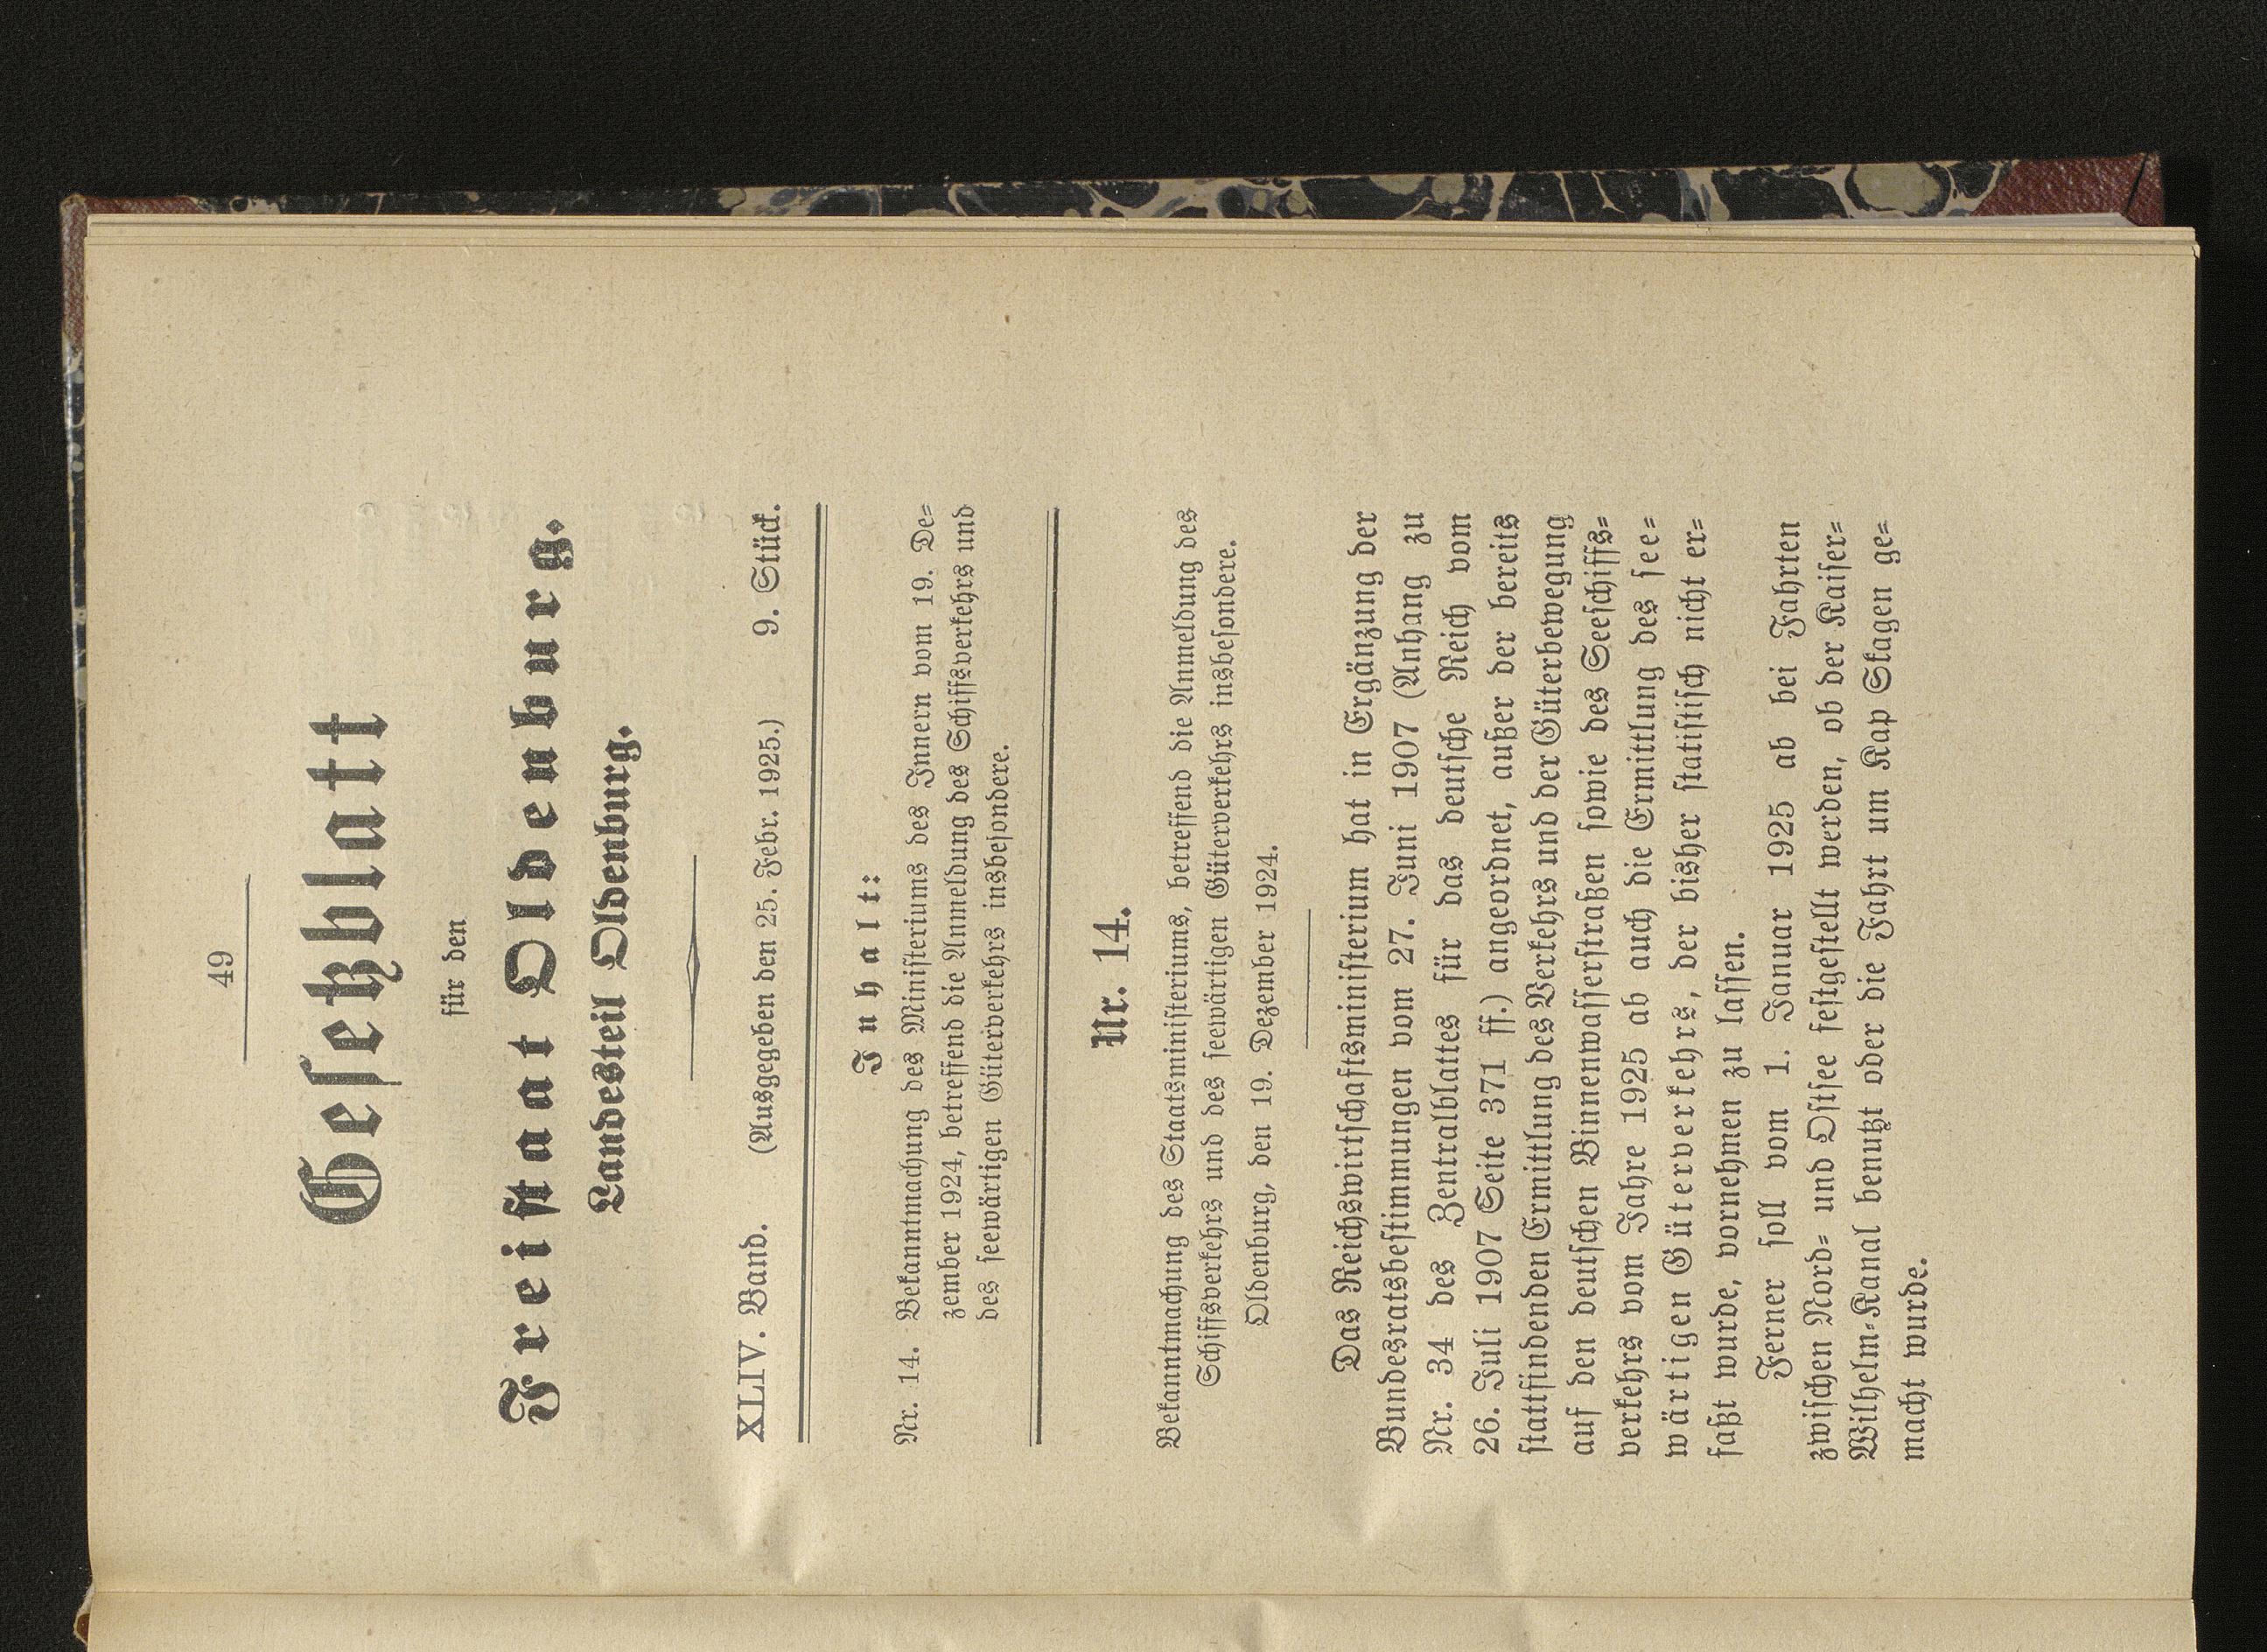 49
Geſetzblatt
für den
Freiſtaat Oldenburg.
Landesteil Oldenburg.
XLIV. Band. (Ausgegeben den 25. Febr. 1925.) 9. Stück.
Inhalt:
Nr. 14. Bekanntmachung des Miniſteriums des Innern vom 19. De=
zember 1924, betreffend die Anmeldung des Schiffsverkehrs und
des ſeewärtigen Güterverkehrs insbeſondere.
Nr. 14.
Bekanntmachung des Staatsminiſteriums, betreffend die Anmeldung des
Schiffsverkehrs und des ſeewärtigen Güterverkehrs insbeſondere.
Oldenburg, den 19. Dezember 1924.
Das Reichswirtſchaftsminiſterium hat in Ergänzung der
Bundesratsbeſtimmungen vom 27. Juni 1907 (Anhang zu
Nr. 34 des Zentralblattes für das deutſche Reich vom
26. Juli 1907 Seite 371 ff.) angeordnet, außer der bereits
ſtattfindenden Ermittlung des Verkehrs und der Güterbewegung
auf den deutſchen Binnenwaſſerſtraßen ſowie des Seeſchiffs=
verkehrs vom Jahre 1925 ab auch die Ermittlung des ſee=
wärtigen Güterverkehrs, der bisher ſtatiſtiſch nicht er=
faßt wurde, vornehmen zu laſſen.
Ferner ſoll vom 1. Januar 1925 ab bei Fahrten
zwiſchen Nord= und Oſtſee feſtgeſtellt werden, ob der Kaiſer=
Wilhelm=Kanal benutzt oder die Fahrt um Kap Skagen ge=
macht wurde.